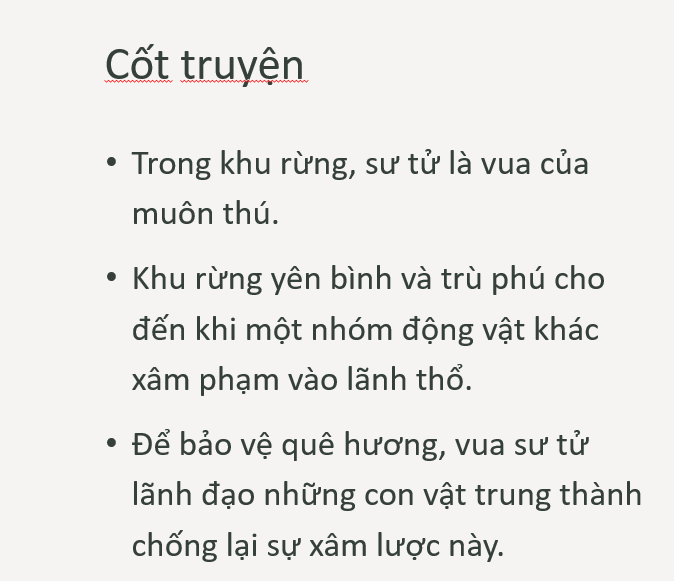 Cốt truyện
• Trong khu rừng, sư tử là vua của
muôn thú.
• Khu rừng yên bình và trù phú cho
đến khi một nhóm động vật khác
xâm phạm vào lãnh thổ.
• Để bảo vệ quê hương, vua sư tử
lãnh đạo những con vật trung thành
chống lại sự xâm lược này.